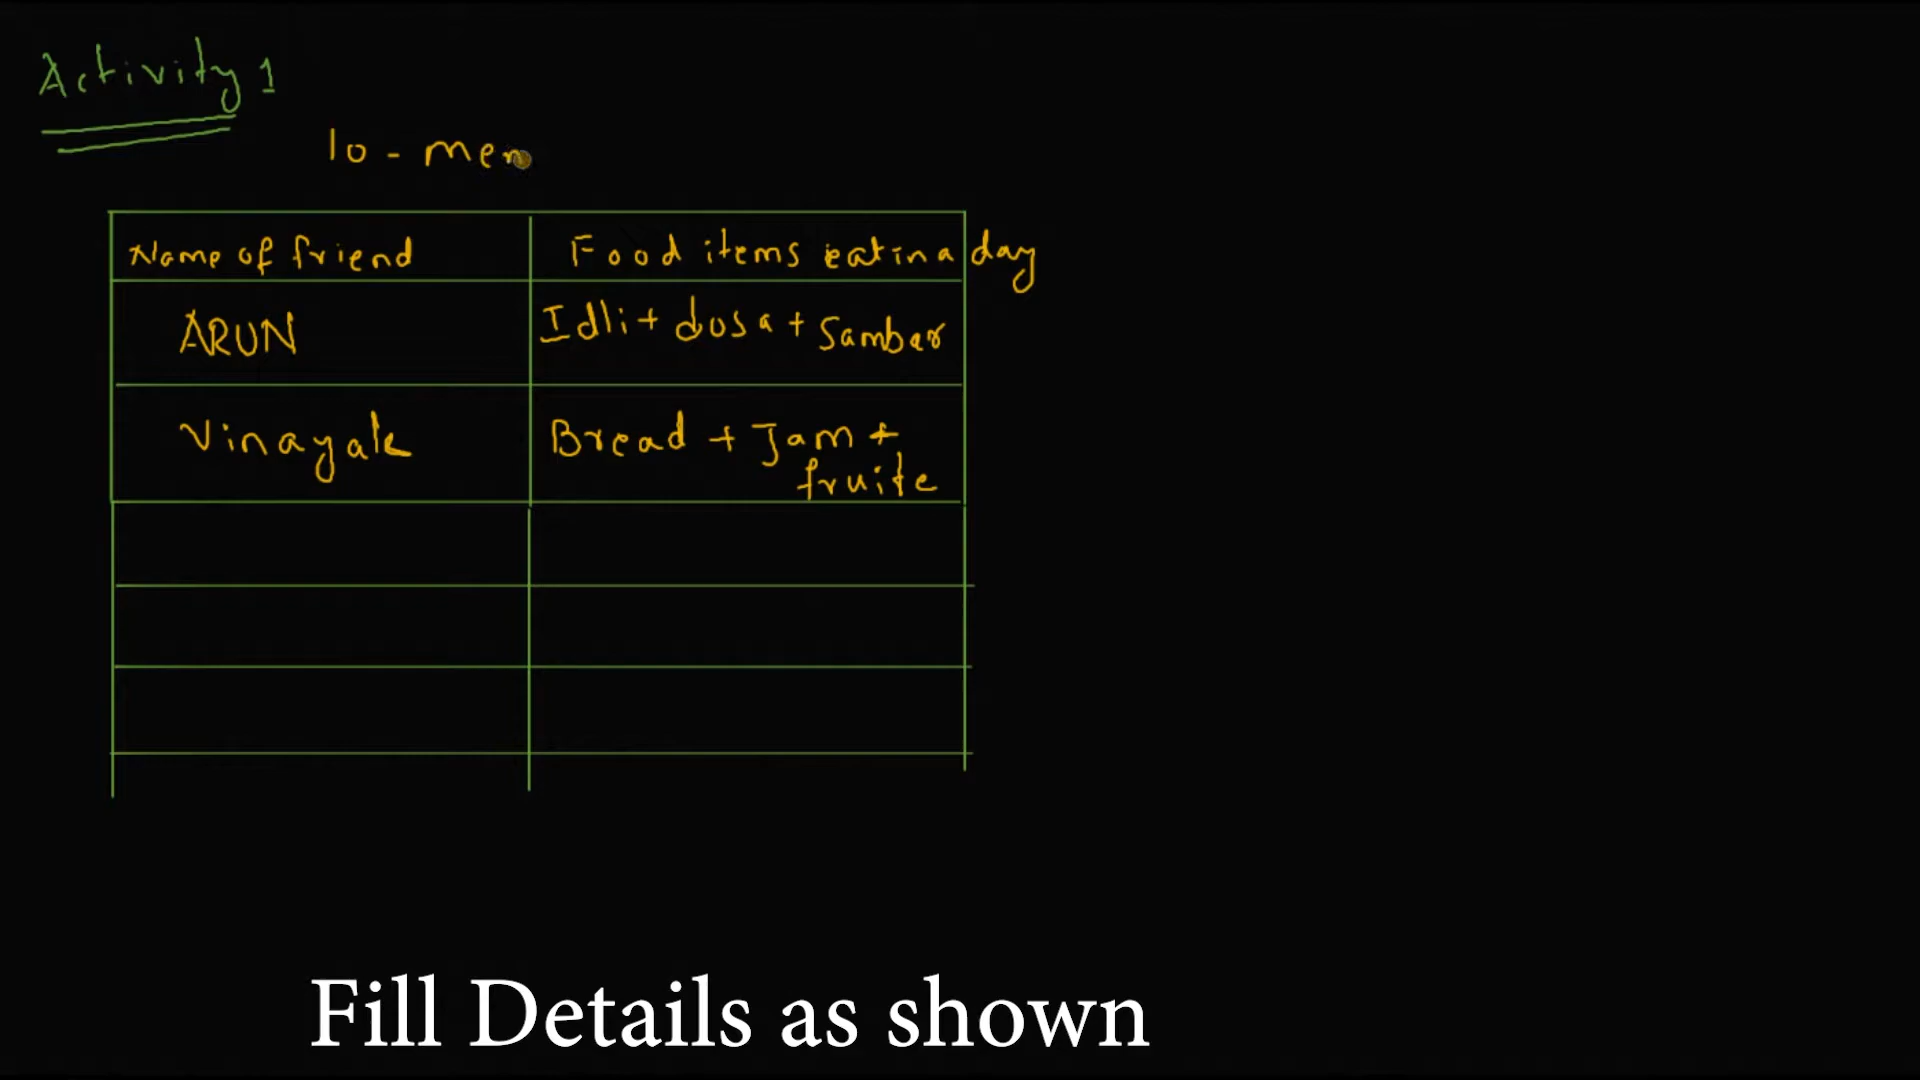 Activity 1
10 - men
Name of friend
Food items eat in a day
ARUN
Idli + dosa + Sambar
Vinayak
Bread + Jam +
fruite
Fill Details as shown